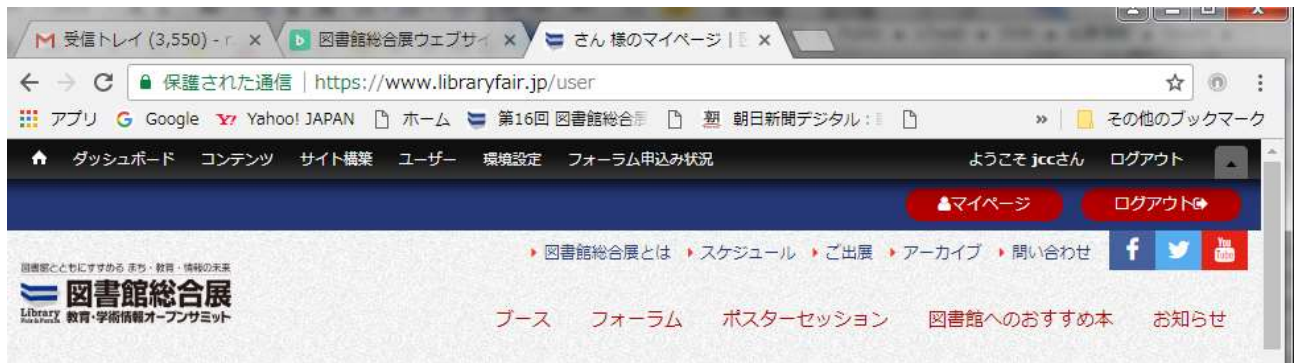 受信トレイ (3,550) - r 図書館総合展ウェブサイ さん 様のマイページ |
保護された通信 | https://www.libraryfair.jp/user
アプリ Google Yahoo! JAPAN ホーム 第16回 図書館総合 朝日新聞デジタル: » その他のブックマーク
ダッシュボード コンテンツ サイト構築 ユーザー 環境設定 フォーラム申込み状況 ようこそ jccさん ログアウト
マイページ ログアウト
図書館総合展とは スケジュール ご出展 アーカイブ 問い合わせ f You Tube
図書館とともにすすめる まち・教育・情報の未来
図書館総合展
Library 教育・学術情報オープンサミット
ブース フォーラム ポスターセッション 図書館へのおすすめ本 お知らせ